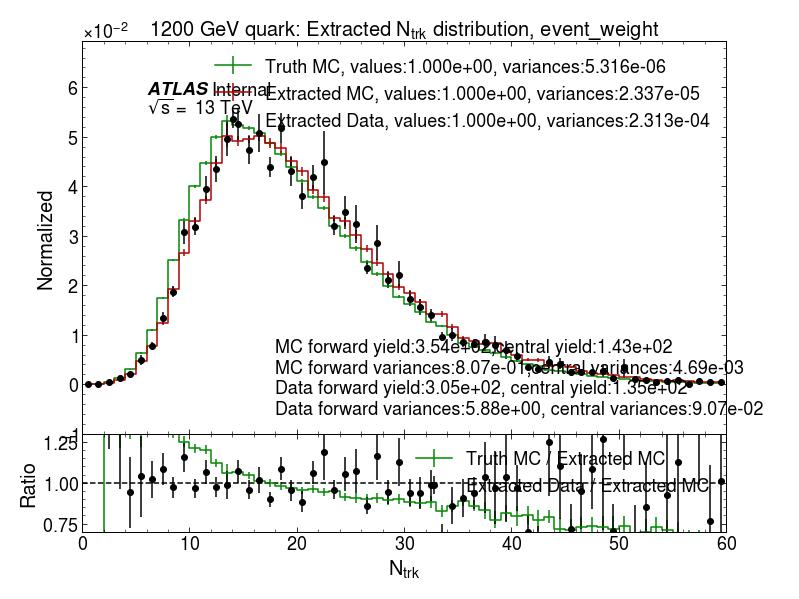 ×10⁻² 1200 GeV quark: Extracted Nₜᵣₖ distribution, event_weight
Truth MC, values:1.000e+00, variances:5.316e-06
ATLAS Internal
Extracted MC, values:1.000e+00, variances:2.337e-05
√s = 13 TeV
Extracted Data, values:1.000e+00, variances:2.313e-04
6
5
4
3
2
1
0
Normalized
MC forward yield:3.54e+02, central yield:1.43e+02
MC forward variances:8.07e-01, central variances:4.69e-03
Data forward yield:3.05e+02, central yield:1.35e+02
Data forward variances:5.88e+00, central variances:9.07e-02
1.25
1.00
0.75
Ratio
Truth MC / Extracted MC
Extracted Data / Extracted MC
0 10 20 30 40 50 60
Nₜᵣₖ